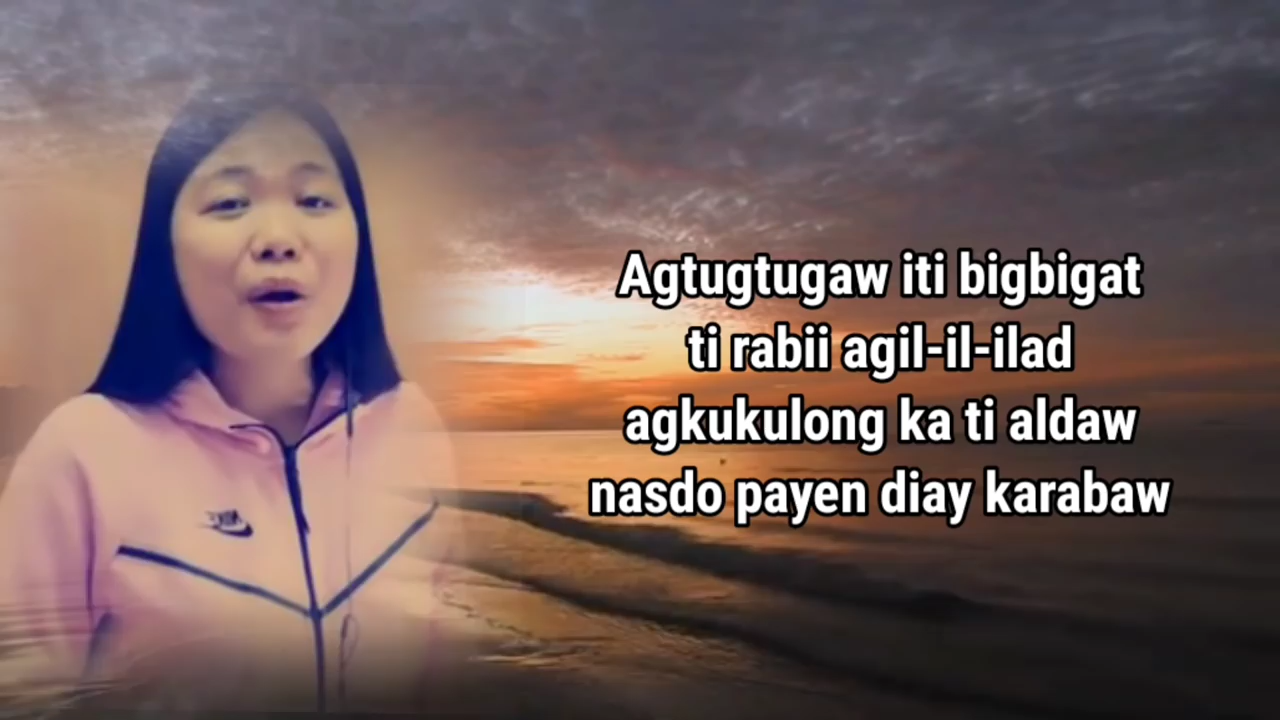 Agtugtugaw iti bigbigat
ti rabii agil-il-ilad
agkukulong ka ti aldaw
nasdo payen diay karabaw